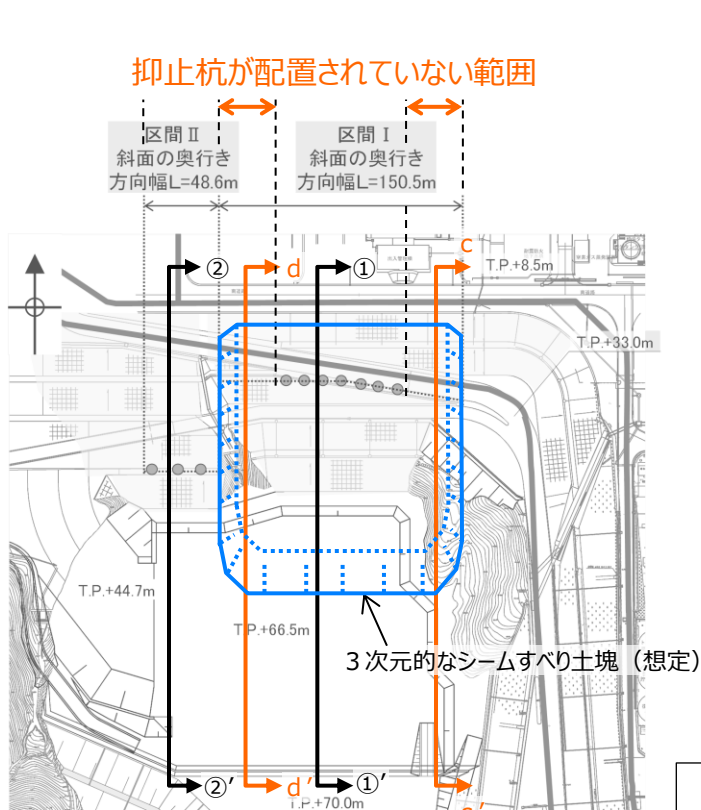 抑止杭が配置されていない範囲
区間Ⅱ
斜面の奥行き
方向幅L=48.6m
区間Ⅰ
斜面の奥行き
方向幅L=150.5m
②
d
①
c
T.P.+8.5m
T.P.+33.0m
T.P.+44.7m
T.P.+66.5m
3次元的なシームすべり土塊（想定）
②′
d′
①′
c′
T.P.+70.0m